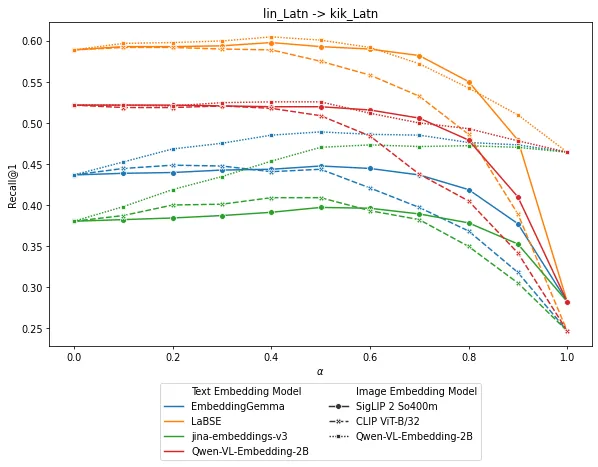 lin_Latn -> kik_Latn
Recall@1
0.60
0.55
0.50
0.45
0.40
0.35
0.30
0.25
0.0 0.2 0.4 0.6 0.8 1.0
α
Text Embedding Model
EmbeddingGemma
LaBSE
jina-embeddings-v3
Qwen-VL-Embedding-2B
Image Embedding Model
SigLIP 2 So400m
CLIP ViT-B/32
Qwen-VL-Embedding-2B